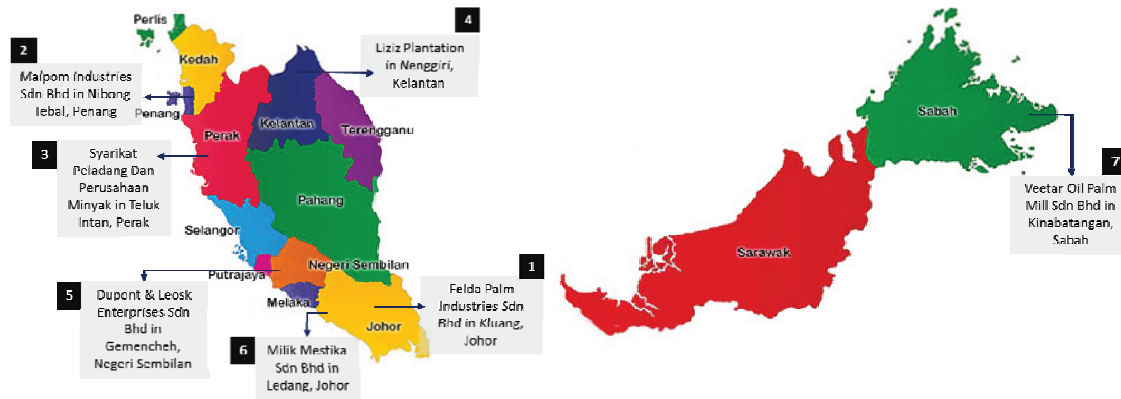 Perlis
4
2
Kedah
Liziz Plantation
in Nenggiri,
Kelantan
Malpom Industries
Sdn Bhd in Nibong
Tebal, Penang
Penang
Perak
Kelantan
Terengganu
3
Syarikat
Peladang Dan
Perusahaan
Minyak in Teluk
Intan, Perak
Pahang
Selangor
Putrajaya
Negeri Sembilan
1
5
Dupont & Leosk
Enterprises Sdn
Bhd in
Gemencheh,
Negeri Sembilan
Melaka
Johor
Felda Palm
Industries Sdn
Bhd in Kluang,
Johor
6
Milik Mestika
Sdn Bhd in
Ledang, Johor
Sabah
Sarawak
7
Veetar Oil Palm
Mill Sdn Bhd in
Kinabatangan,
Sabah